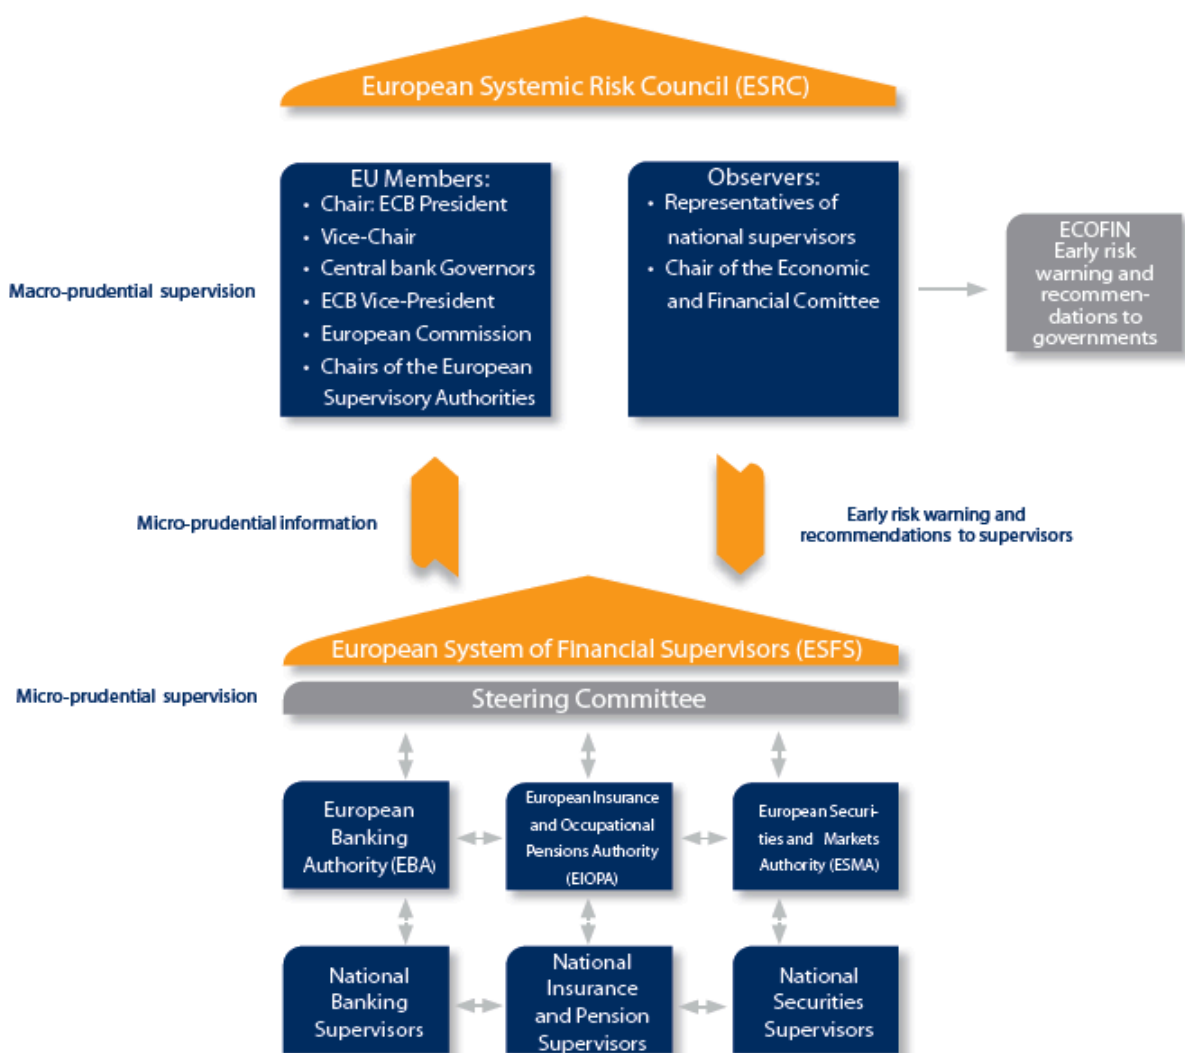 European Systemic Risk Council (ESRC)
EU Members:
• Chair: ECB President
• Vice-Chair
• Central bank Governors
• ECB Vice-President
• European Commission
• Chairs of the European
Supervisory Authorities
Observers:
• Representatives of
national supervisors
• Chair of the Economic
and Financial Comittee
ECOFIN
Early risk
warning and
recommen-
dations to
governments
Macro-prudential supervision
Micro-prudential information
Early risk warning and
recommendations to supervisors
European System of Financial Supervisors (ESFS)
Micro-prudential supervision
Steering Committee
European
Banking
Authority (EBA)
European Insurance
and Occupational
Pensions Authority
(EIOPA)
European Securi-
ties and Markets
Authority (ESMA)
National
Banking
Supervisors
National
Insurance
and Pension
Supervisors
National
Securities
Supervisors